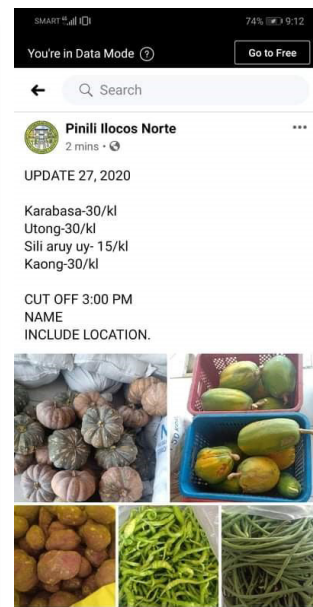 SMART 74% 9:12
You're in Data Mode ? Go to Free
Search
Pinili Ilocos Norte
2 mins
UPDATE 27, 2020
Karabasa-30/kl
Utong-30/kl
Sili aruy uy- 15/kl
Kaong-30/kl
CUT OFF 3:00 PM
NAME
INCLUDE LOCATION.